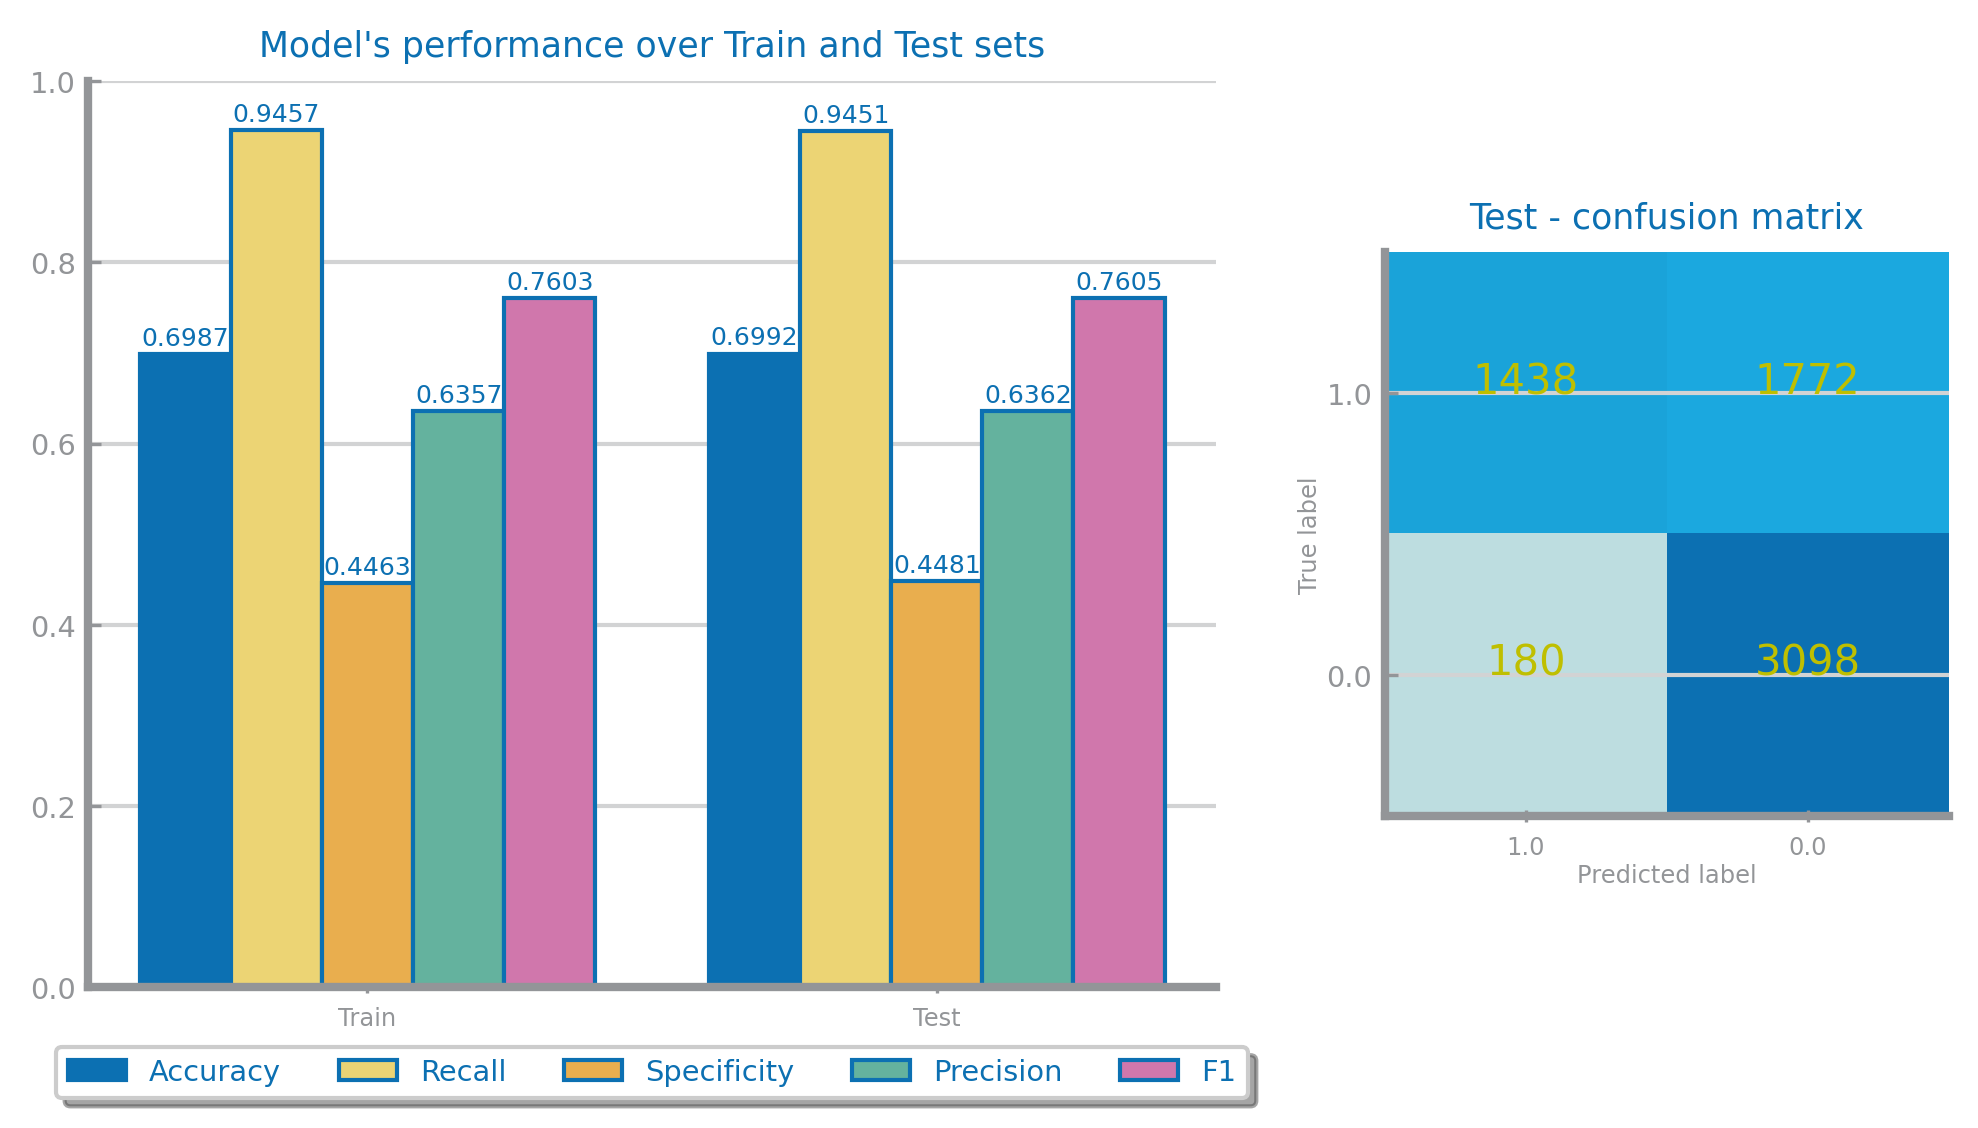 Model's performance over Train and Test sets
1.0
0.8
0.6
0.4
0.2
0.0
0.6987
0.9457
0.4463
0.6357
0.7603
0.6992
0.9451
0.4481
0.6362
0.7605
Train
Test
Accuracy
Recall
Specificity
Precision
F1
Test - confusion matrix
True label
1.0
0.0
1438
1772
180
3098
1.0
0.0
Predicted label